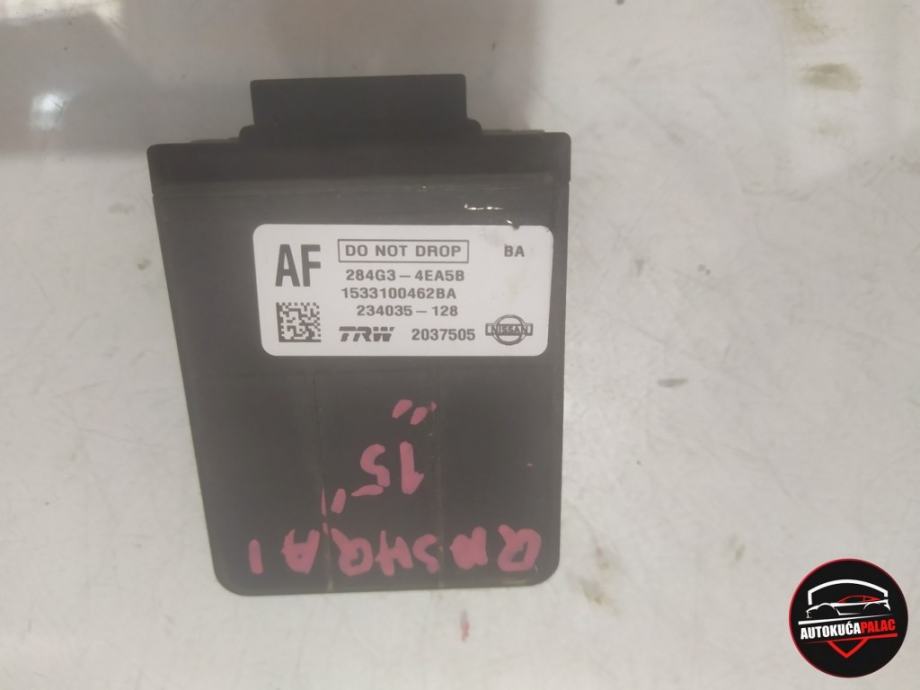 AF DO NOT DROP BA
284G3-4EA5B
1533100462BA
234035-128
TRW 2037505 NISSAN
"15"
QASHQAI
AUTOKUĆAPALAC